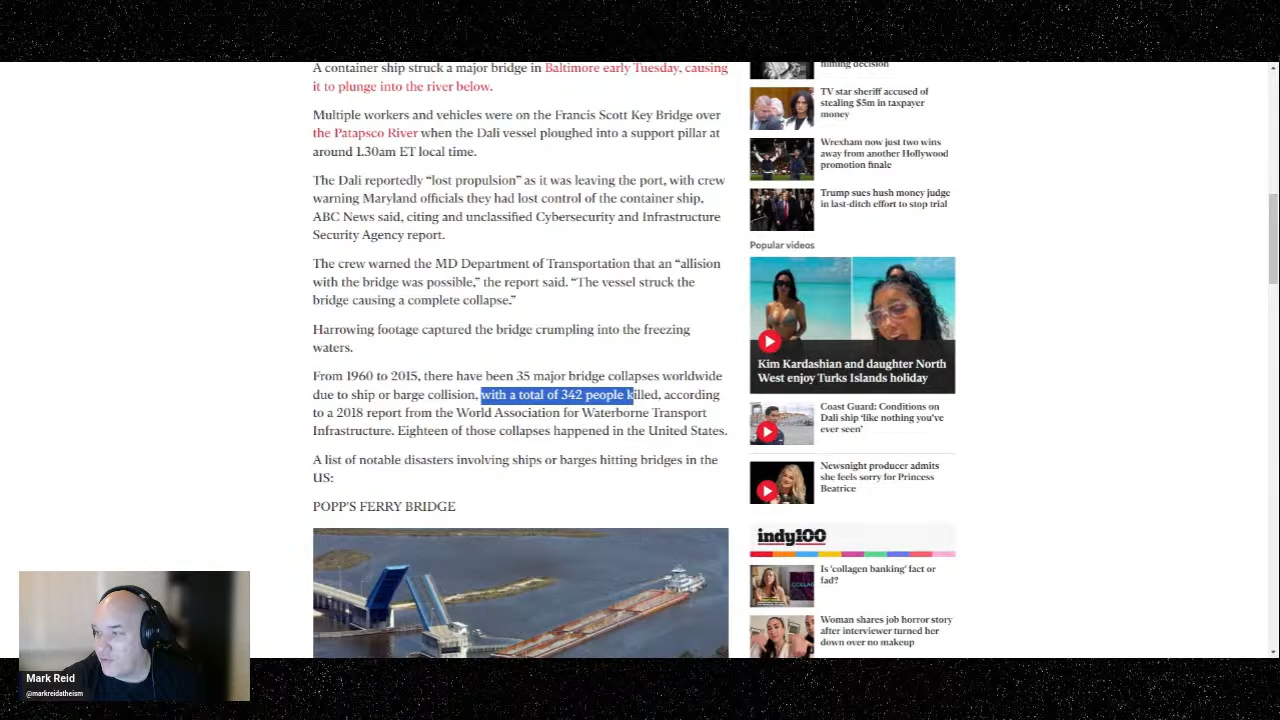 A container ship struck a major bridge in Baltimore early Tuesday, causing
it to plunge into the river below.
Multiple workers and vehicles were on the Francis Scott Key Bridge over
the Patapsco River when the Dali vessel ploughed into a support pillar at
around 1.30am ET local time.
The Dali reportedly “lost propulsion” as it was leaving the port, with crew
warning Maryland officials they had lost control of the container ship,
ABC News said, citing and unclassified Cybersecurity and Infrastructure
Security Agency report.
The crew warned the MD Department of Transportation that an “allision
with the bridge was possible,” the report said. “The vessel struck the
bridge causing a complete collapse.”
Harrowing footage captured the bridge crumpling into the freezing
waters.
From 1960 to 2015, there have been 35 major bridge collapses worldwide
due to ship or barge collision, with a total of 342 people killed, according
to a 2018 report from the World Association for Waterborne Transport
Infrastructure. Eighteen of those collapses happened in the United States.
A list of notable disasters involving ships or barges hitting bridges in the
US:
POPP'S FERRY BRIDGE
filming decision
TV star sheriff accused of
stealing $5m in taxpayer
money
Wrexham now just two wins
away from another Hollywood
promotion finale
Trump sues hush money judge
in last-ditch effort to stop trial
Popular videos
Kim Kardashian and daughter North
West enjoy Turks Islands holiday
Coast Guard: Conditions on
Dali ship ‘like nothing you’ve
ever seen’
Newsnight producer admits
she feels sorry for Princess
Beatrice
indy100
Is ‘collagen banking’ fact or
fad?
Woman shares job horror story
after interviewer turned her
down over no makeup
Mark Reid
@markreidatheism